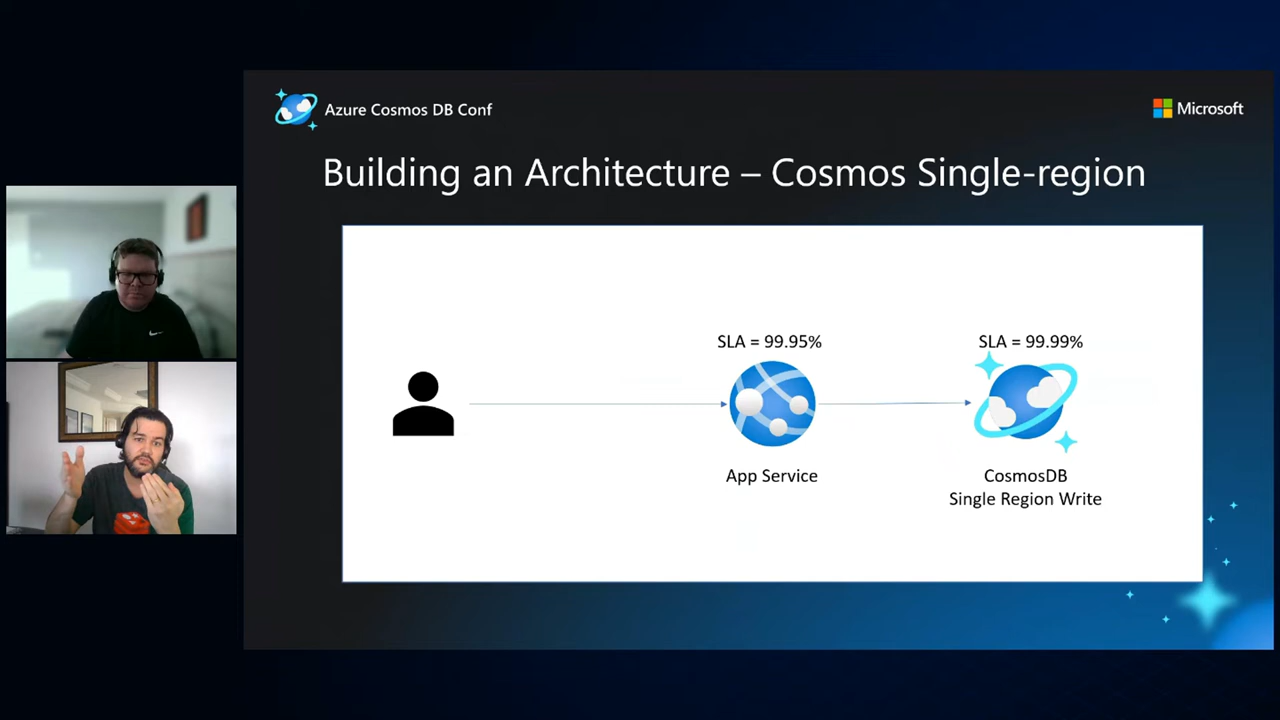 Azure Cosmos DB Conf
Microsoft
Building an Architecture – Cosmos Single-region
SLA = 99.95%
SLA = 99.99%
App Service
CosmosDB
Single Region Write